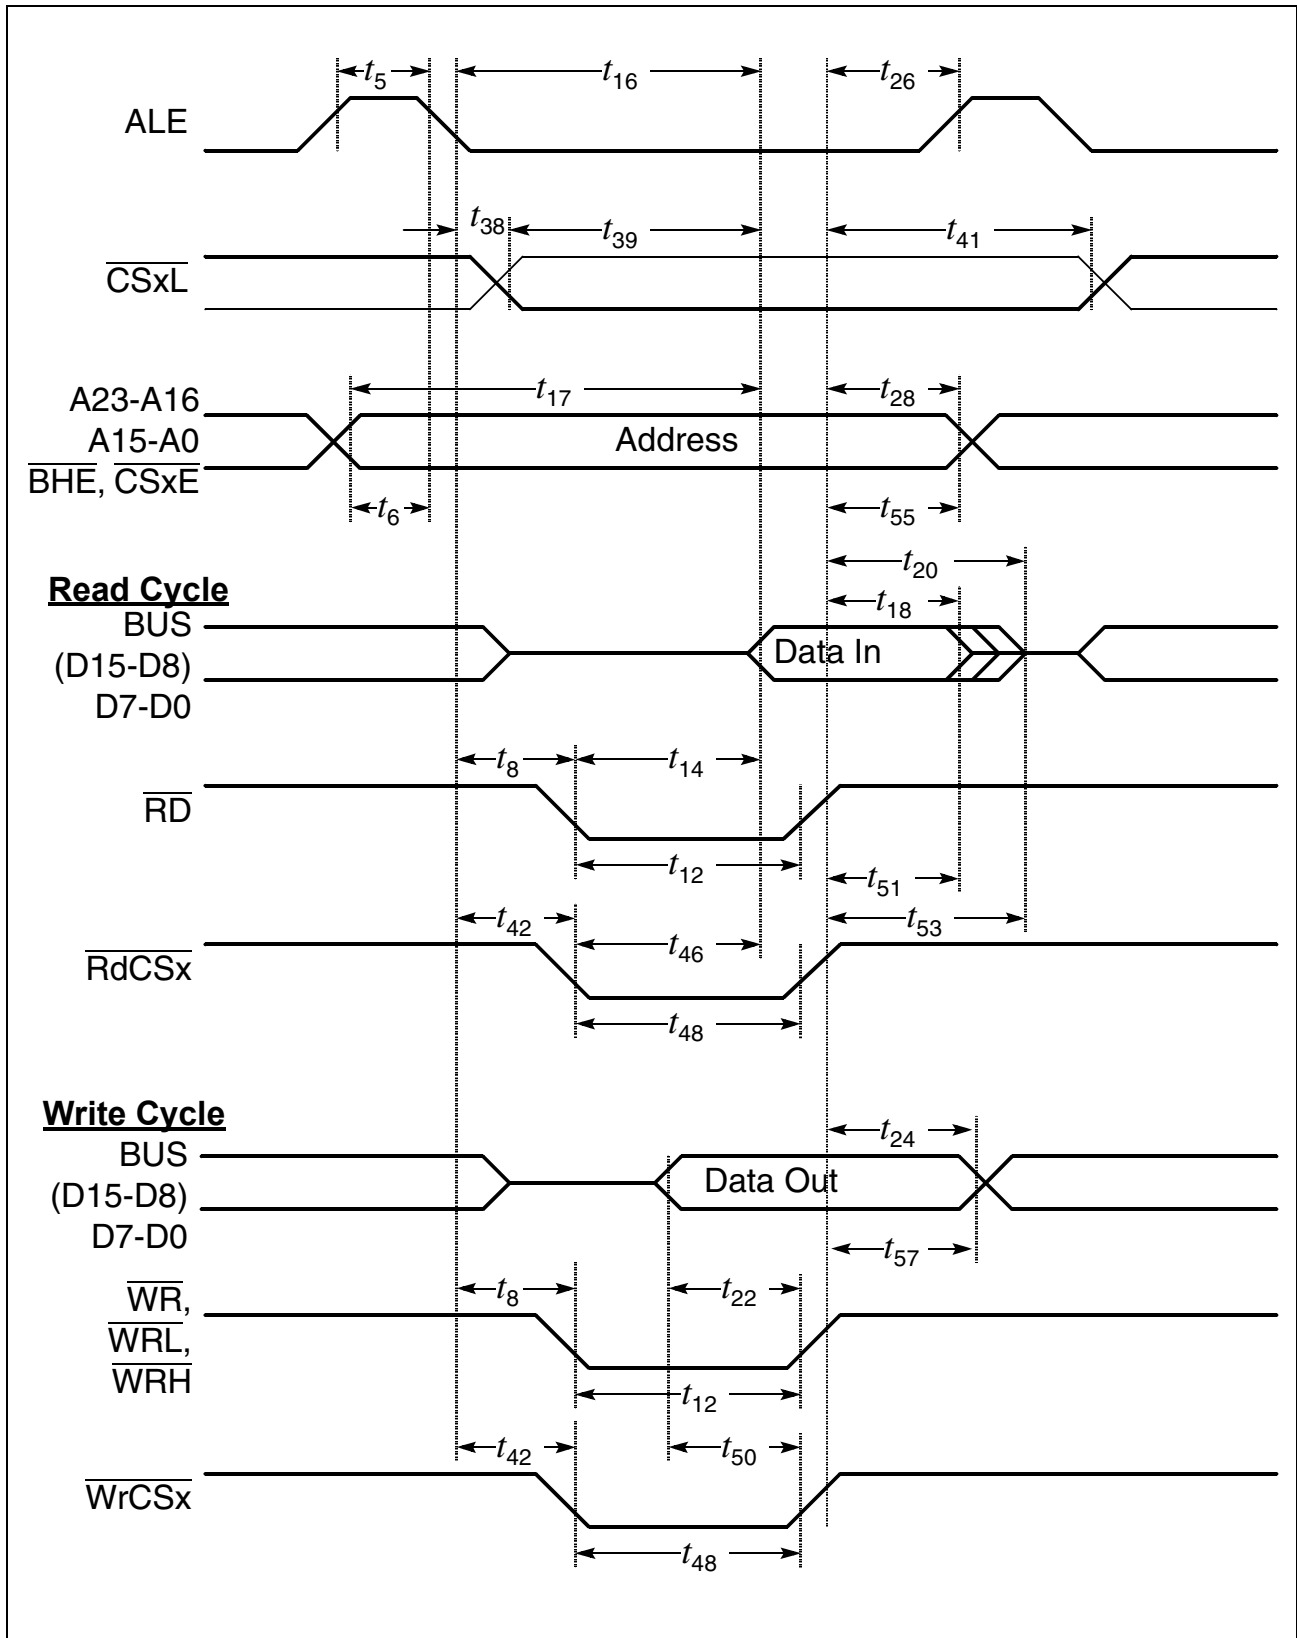 t5 t16 t26
ALE
t38 t39 t41
CSxL
t17 t28
A23-A16
A15-A0 Address
BHE, CSxE
t6 t55
t20
Read Cycle
t18
BUS
(D15-D8) Data In
D7-D0
t8 t14
RD
t12
t51
t42 t53
t46
RdCSx
t48
Write Cycle
t24
BUS
(D15-D8) Data Out
D7-D0
t57
t8 t22
WR,
WRL,
WRH
t12
t42 t50
WrCSx
t48